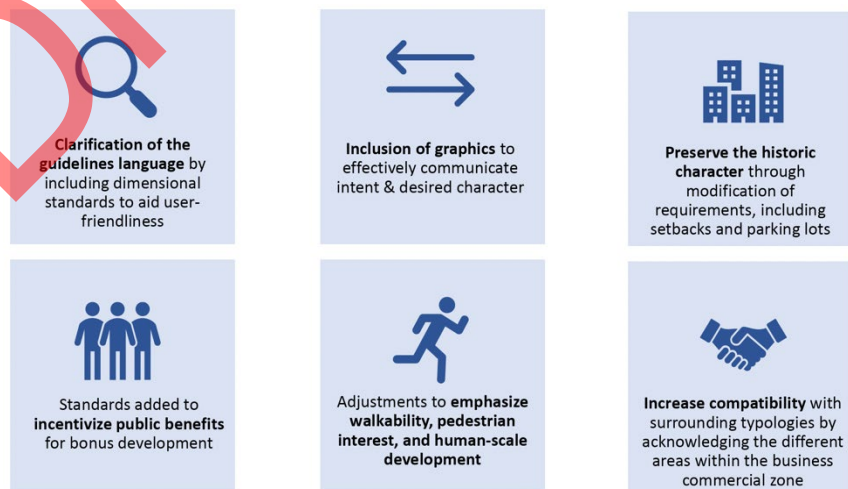 Clarification of the
guidelines language by
including dimensional
standards to aid user-
friendliness
Inclusion of graphics to
effectively communicate
intent & desired character
Preserve the historic
character through
modification of
requirements, including
setbacks and parking lots
Standards added to
incentivize public benefits
for bonus development
Adjustments to emphasize
walkability, pedestrian
interest, and human-scale
development
Increase compatibility with
surrounding typologies by
acknowledging the different
areas within the business
commercial zone